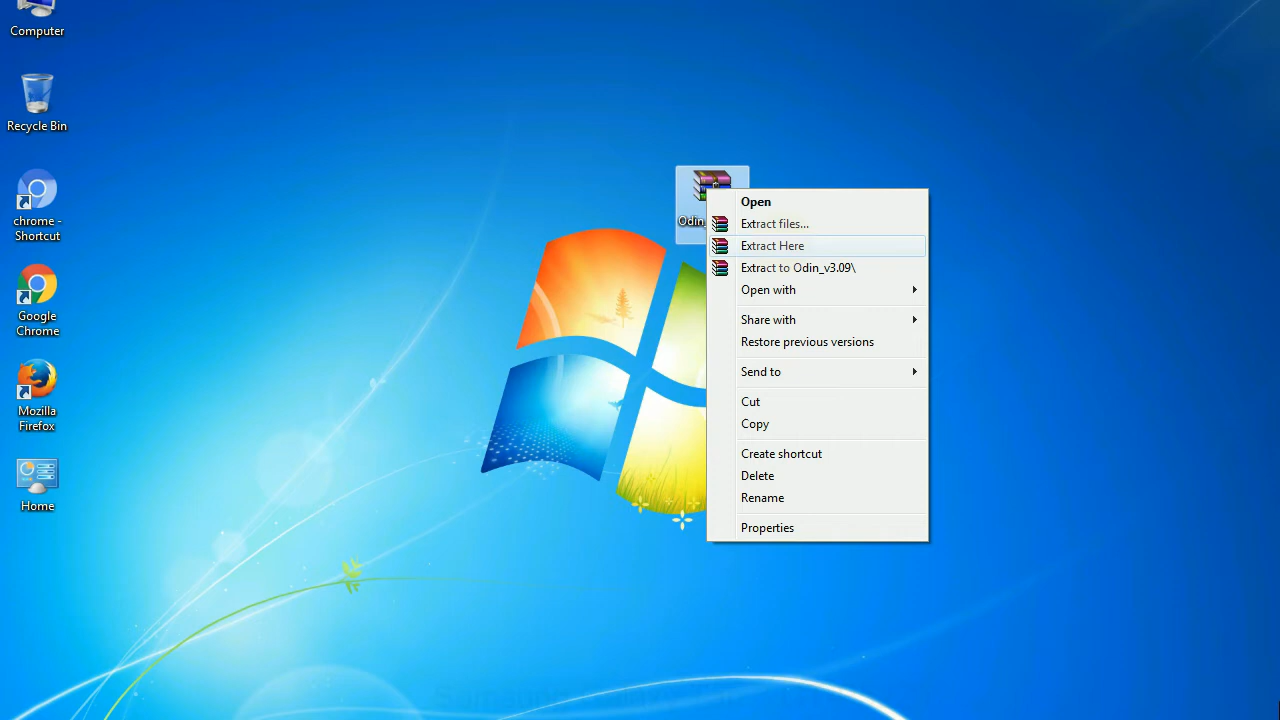 Computer
Recycle Bin
chrome -
Shortcut
Google
Chrome
Mozilla
Firefox
Home
Odin_
Open
Extract files...
Extract Here
Extract to Odin_v3.09\
Open with
Share with
Restore previous versions
Send to
Cut
Copy
Create shortcut
Delete
Rename
Properties